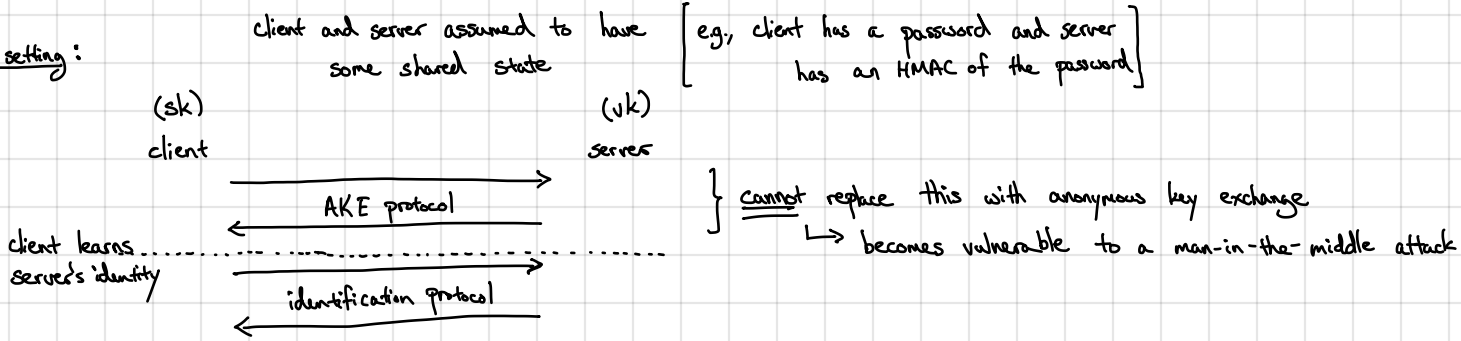 setting:
client and server assumed to have
some shared state
[e.g., client has a password and server
has an HMAC of the password]
(sk)
(vk)
client
server
AKE protocol
} cannot replace this with anonymous key exchange
↳ becomes vulnerable to a man-in-the-middle attack
client learns
server's identity
identification protocol